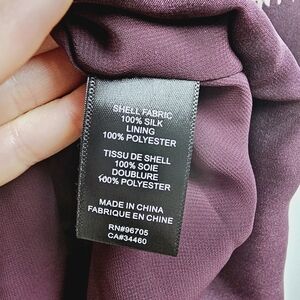 SHELL FABRIC
100% SILK
LINING
100% POLYESTER
TISSU DE SHELL
100% SOIE
DOUBLURE
100% POLYESTER
MADE IN CHINA
FABRIQUE EN CHINE
RN#96705
CA#34460